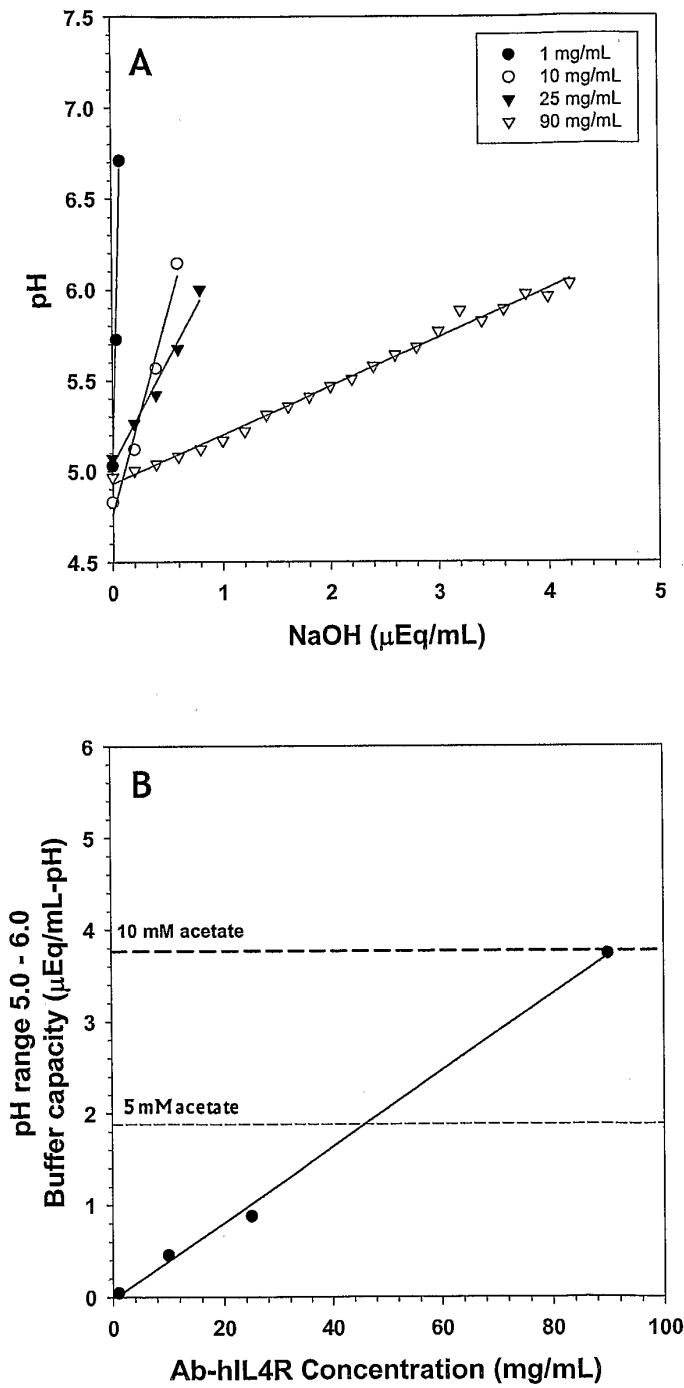 7.5
A
1 mg/mL
10 mg/mL
25 mg/mL
90 mg/mL
7.0
6.5
6.0
5.5
5.0
4.5
pH
0 1 2 3 4 5
NaOH (μEq/mL)
B
6
5
4
3
2
1
0
10 mM acetate
5 mM acetate
pH range 5.0 - 6.0
Buffer capacity (μEq/mL-pH)
0 20 40 60 80 100
Ab-hIL4R Concentration (mg/mL)